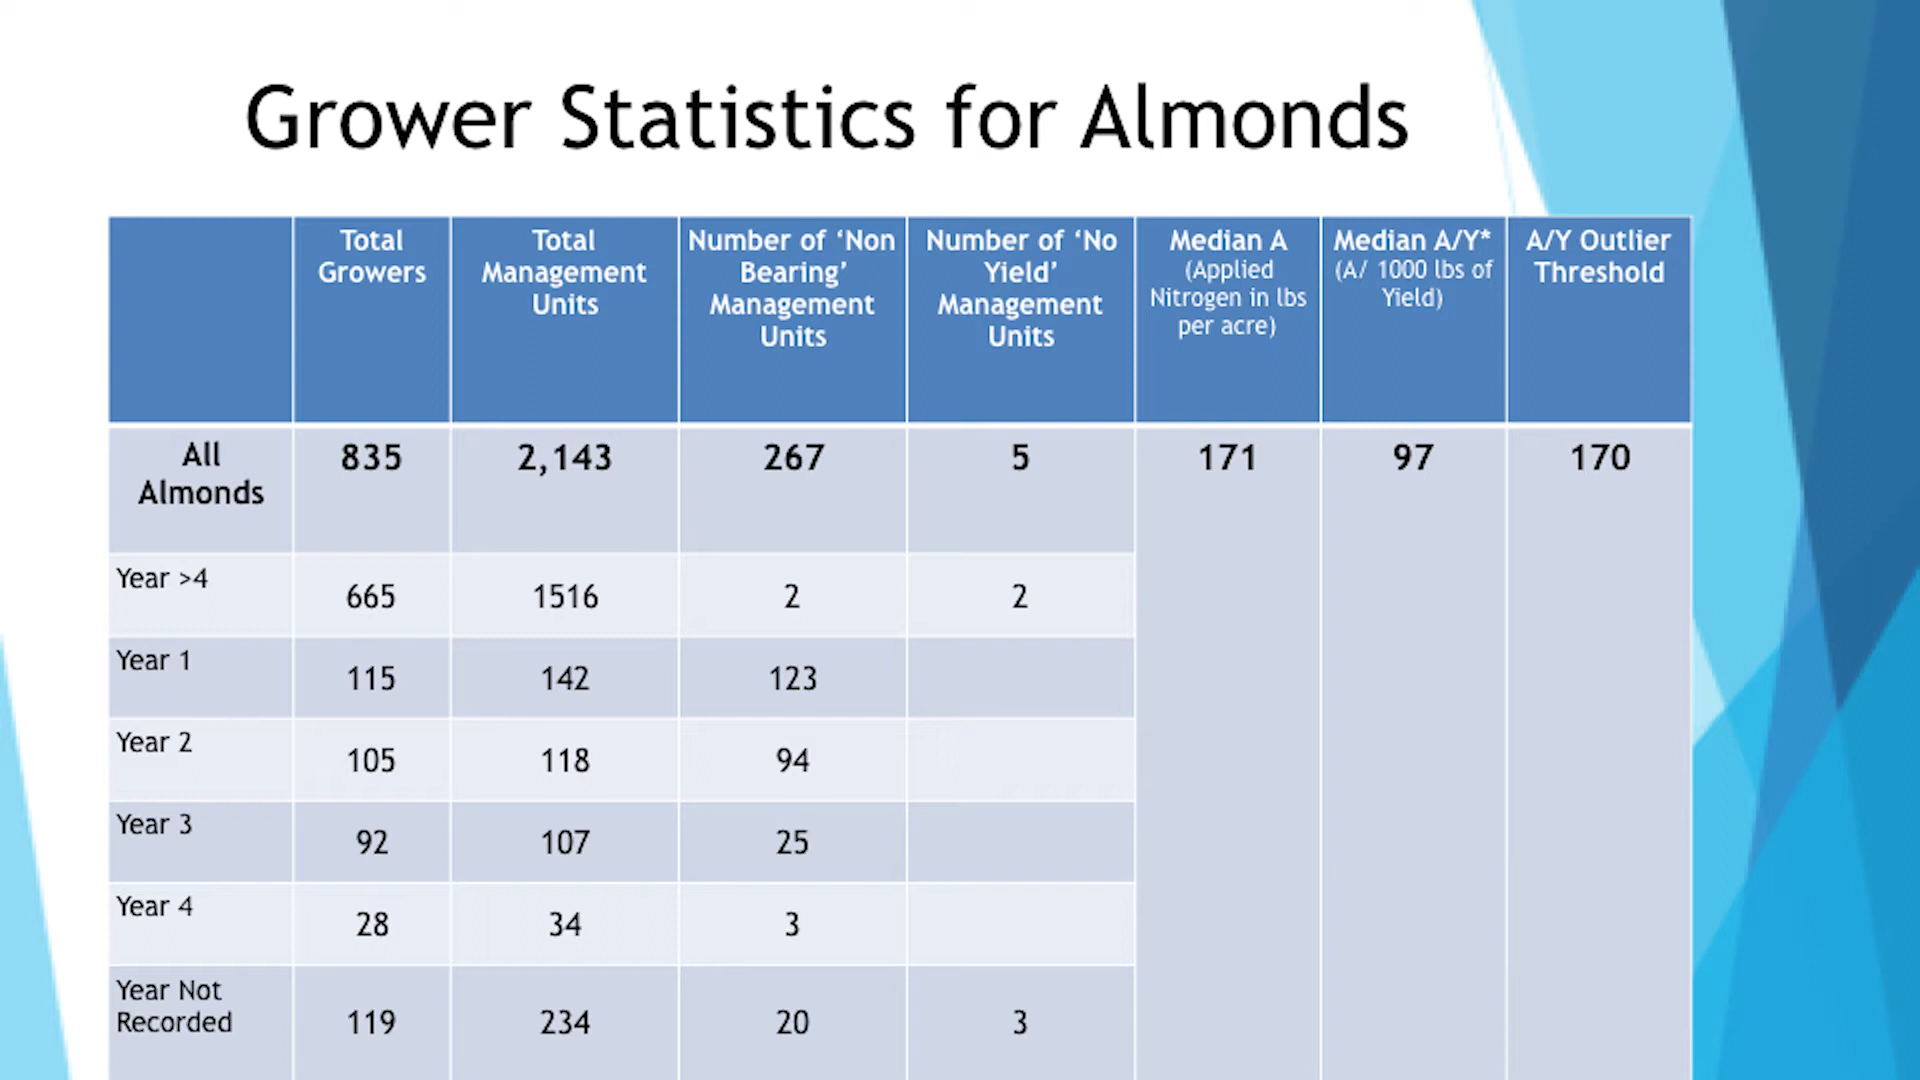 Grower Statistics for Almonds
Total Growers
Total Management Units
Number of ‘Non Bearing’ Management Units
Number of ‘No Yield’ Management Units
Median A (Applied Nitrogen in lbs per acre)
Median A/Y* (A/ 1000 lbs of Yield)
A/Y Outlier Threshold
All Almonds 835 2,143 267 5 171 97 170
Year >4 665 1516 2 2
Year 1 115 142 123
Year 2 105 118 94
Year 3 92 107 25
Year 4 28 34 3
Year Not Recorded 119 234 20 3